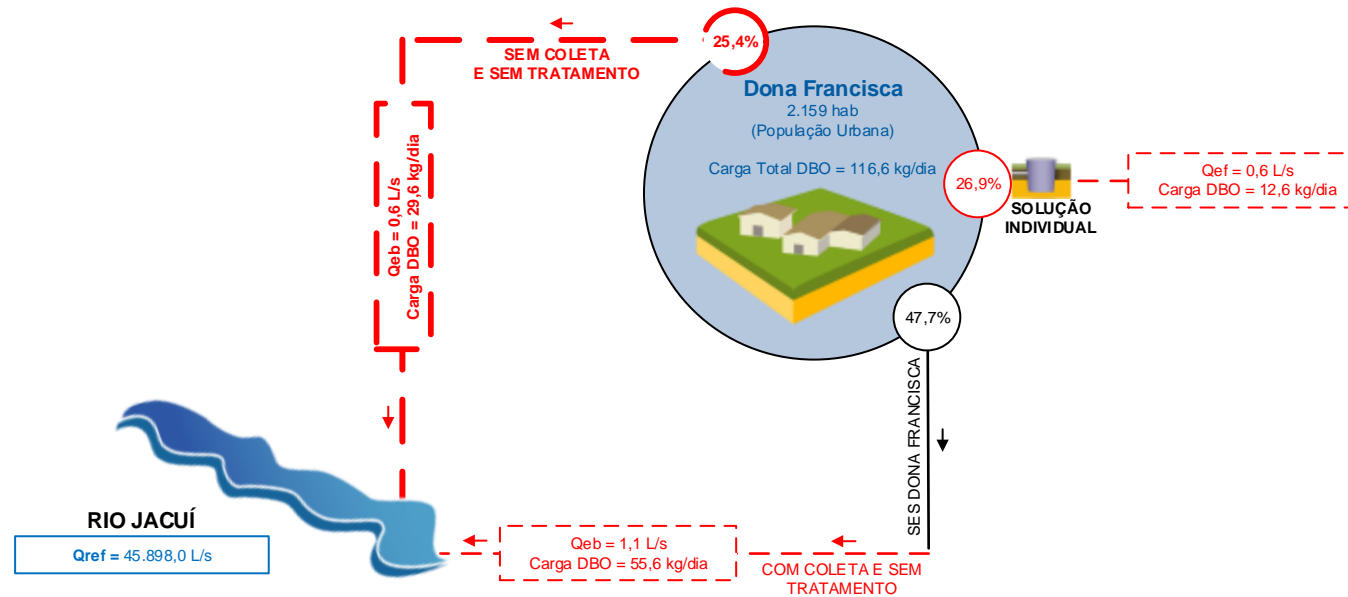 25,4%
SEM COLETA
E SEM TRATAMENTO
Dona Francisca
2.159 hab
(População Urbana)
Carga Total DBO = 116,6 kg/dia
26,9%
SOLUÇÃO
INDIVIDUAL
Qef = 0,6 L/s
Carga DBO = 12,6 kg/dia
Qeb = 0,6 L/s
Carga DBO = 29,6 kg/dia
47,7%
SES DONA FRANCISCA
RIO JACUÍ
Qref = 45.898,0 L/s
Qeb = 1,1 L/s
Carga DBO = 55,6 kg/dia
COM COLETA E SEM
TRATAMENTO